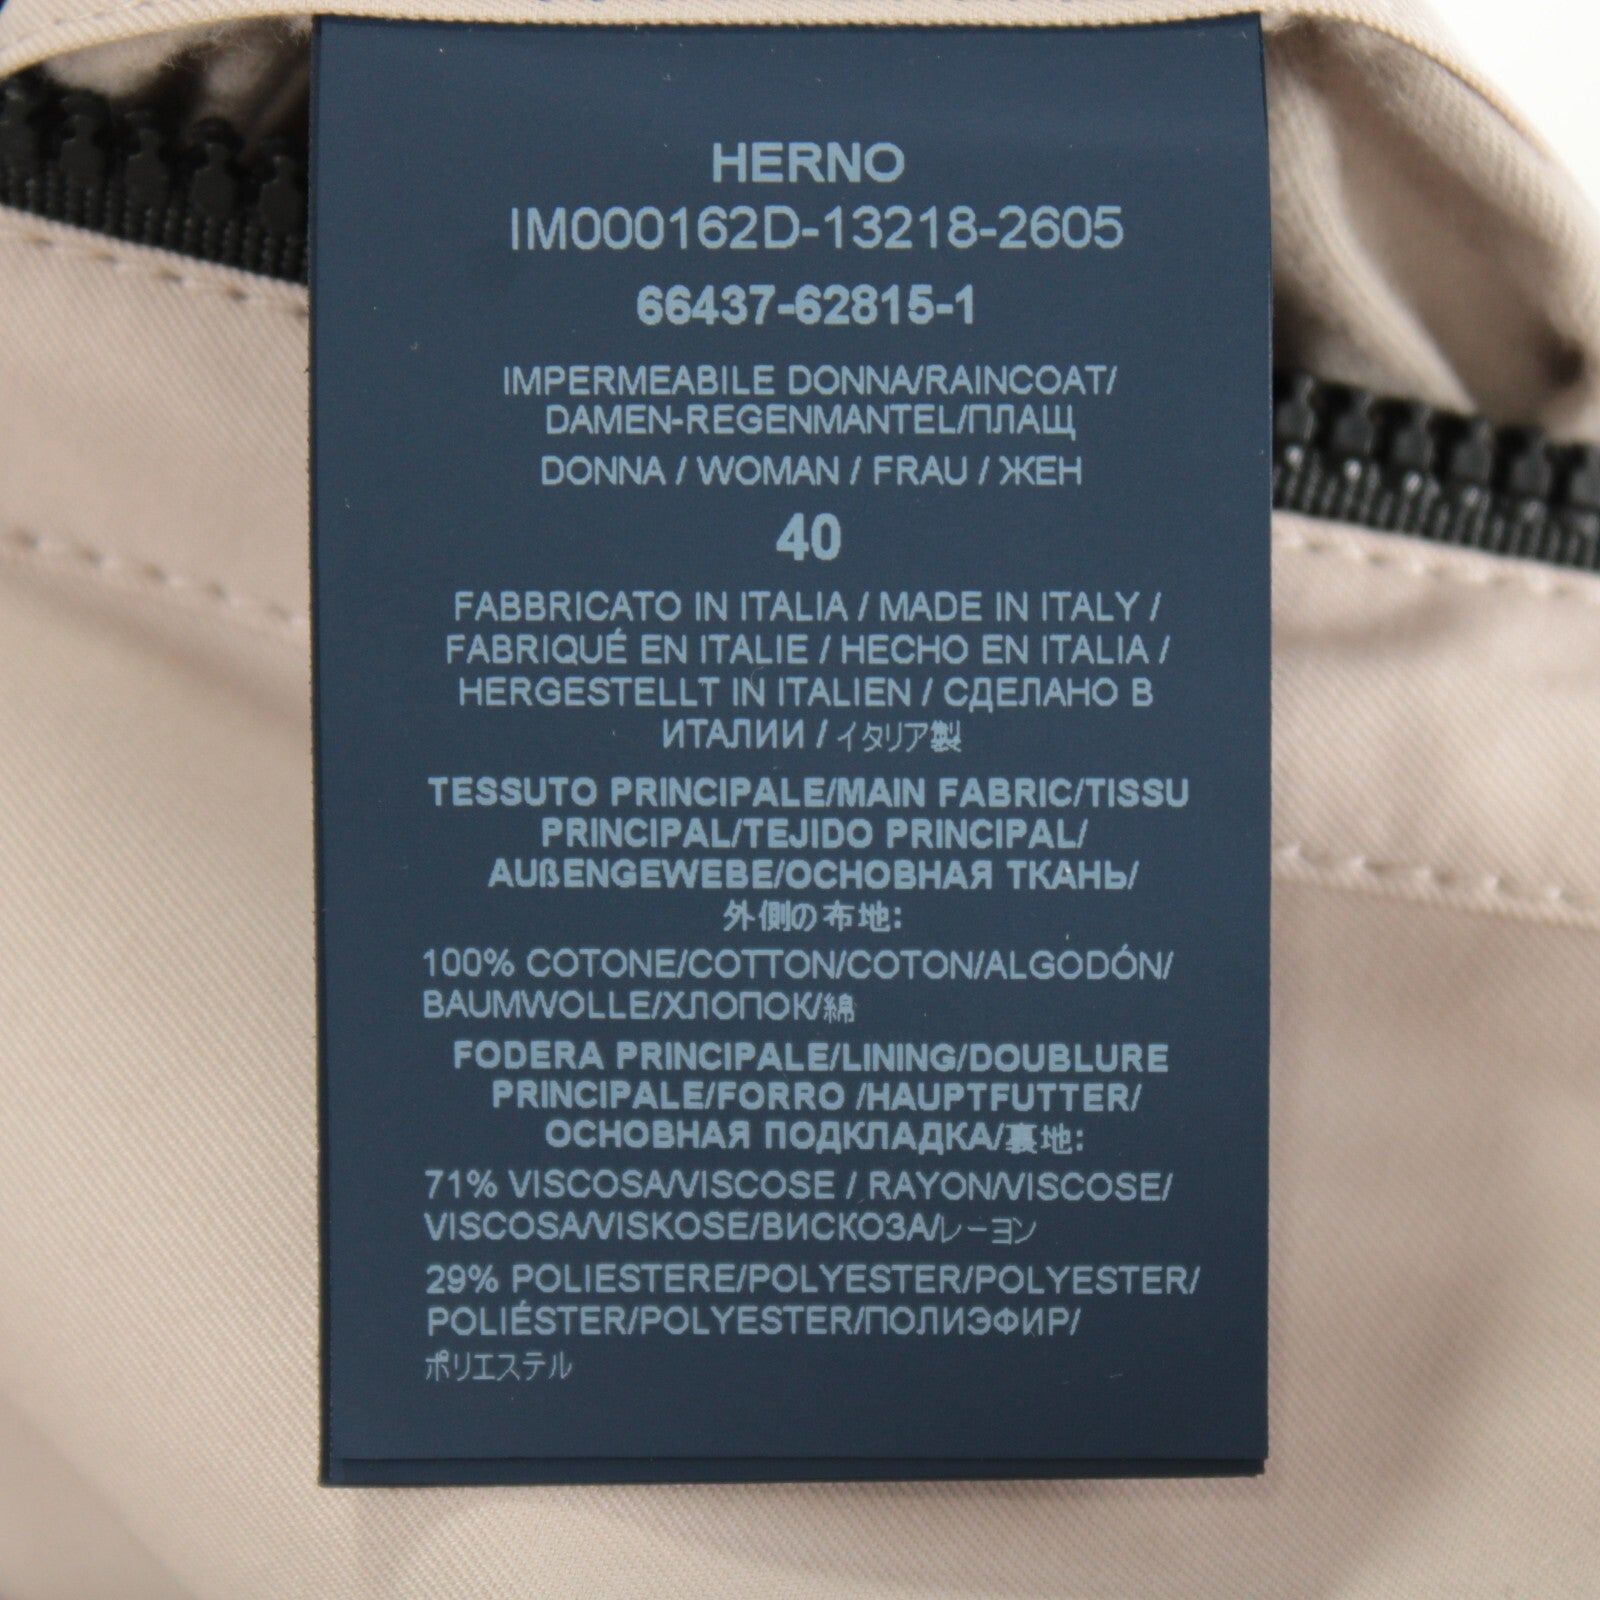 HERNO
IM000162D-13218-2605
66437-62815-1
IMPERMEABILE DONNA/RAINCOAT/
DAMEN-REGENMANTEL/ПЛАЩ
DONNA / WOMAN / FRAU / ЖЕН
40
FABBRICATO IN ITALIA / MADE IN ITALY /
FABRIQUÉ EN ITALIE / HECHO EN ITALIA /
HERGESTELLT IN ITALIEN / СДЕЛАНО В
ИТАЛИИ / イタリア製
TESSUTO PRINCIPALE/MAIN FABRIC/TISSU
PRINCIPAL/TEJIDO PRINCIPAL/
AUßENGEWEBE/ОСНОВНАЯ ТКАНЬ/
外側の布地:
100% COTONE/COTTON/COTON/ALGODÓN/
BAUMWOLLE/ХЛОПОК/綿
FODERA PRINCIPALE/LINING/DOUBLURE
PRINCIPALE/FORRO /HAUPTFUTTER/
ОСНОВНАЯ ПОДКЛАДКА/裏地:
71% VISCOSA/VISCOSE / RAYON/VISCOSE/
VISCOSA/VISKOSE/ВИСКОЗА/レーヨン
29% POLIESTERE/POLYESTER/POLYESTER/
POLIÉSTER/POLYESTER/ПОЛИЭФИР/
ポリエステル